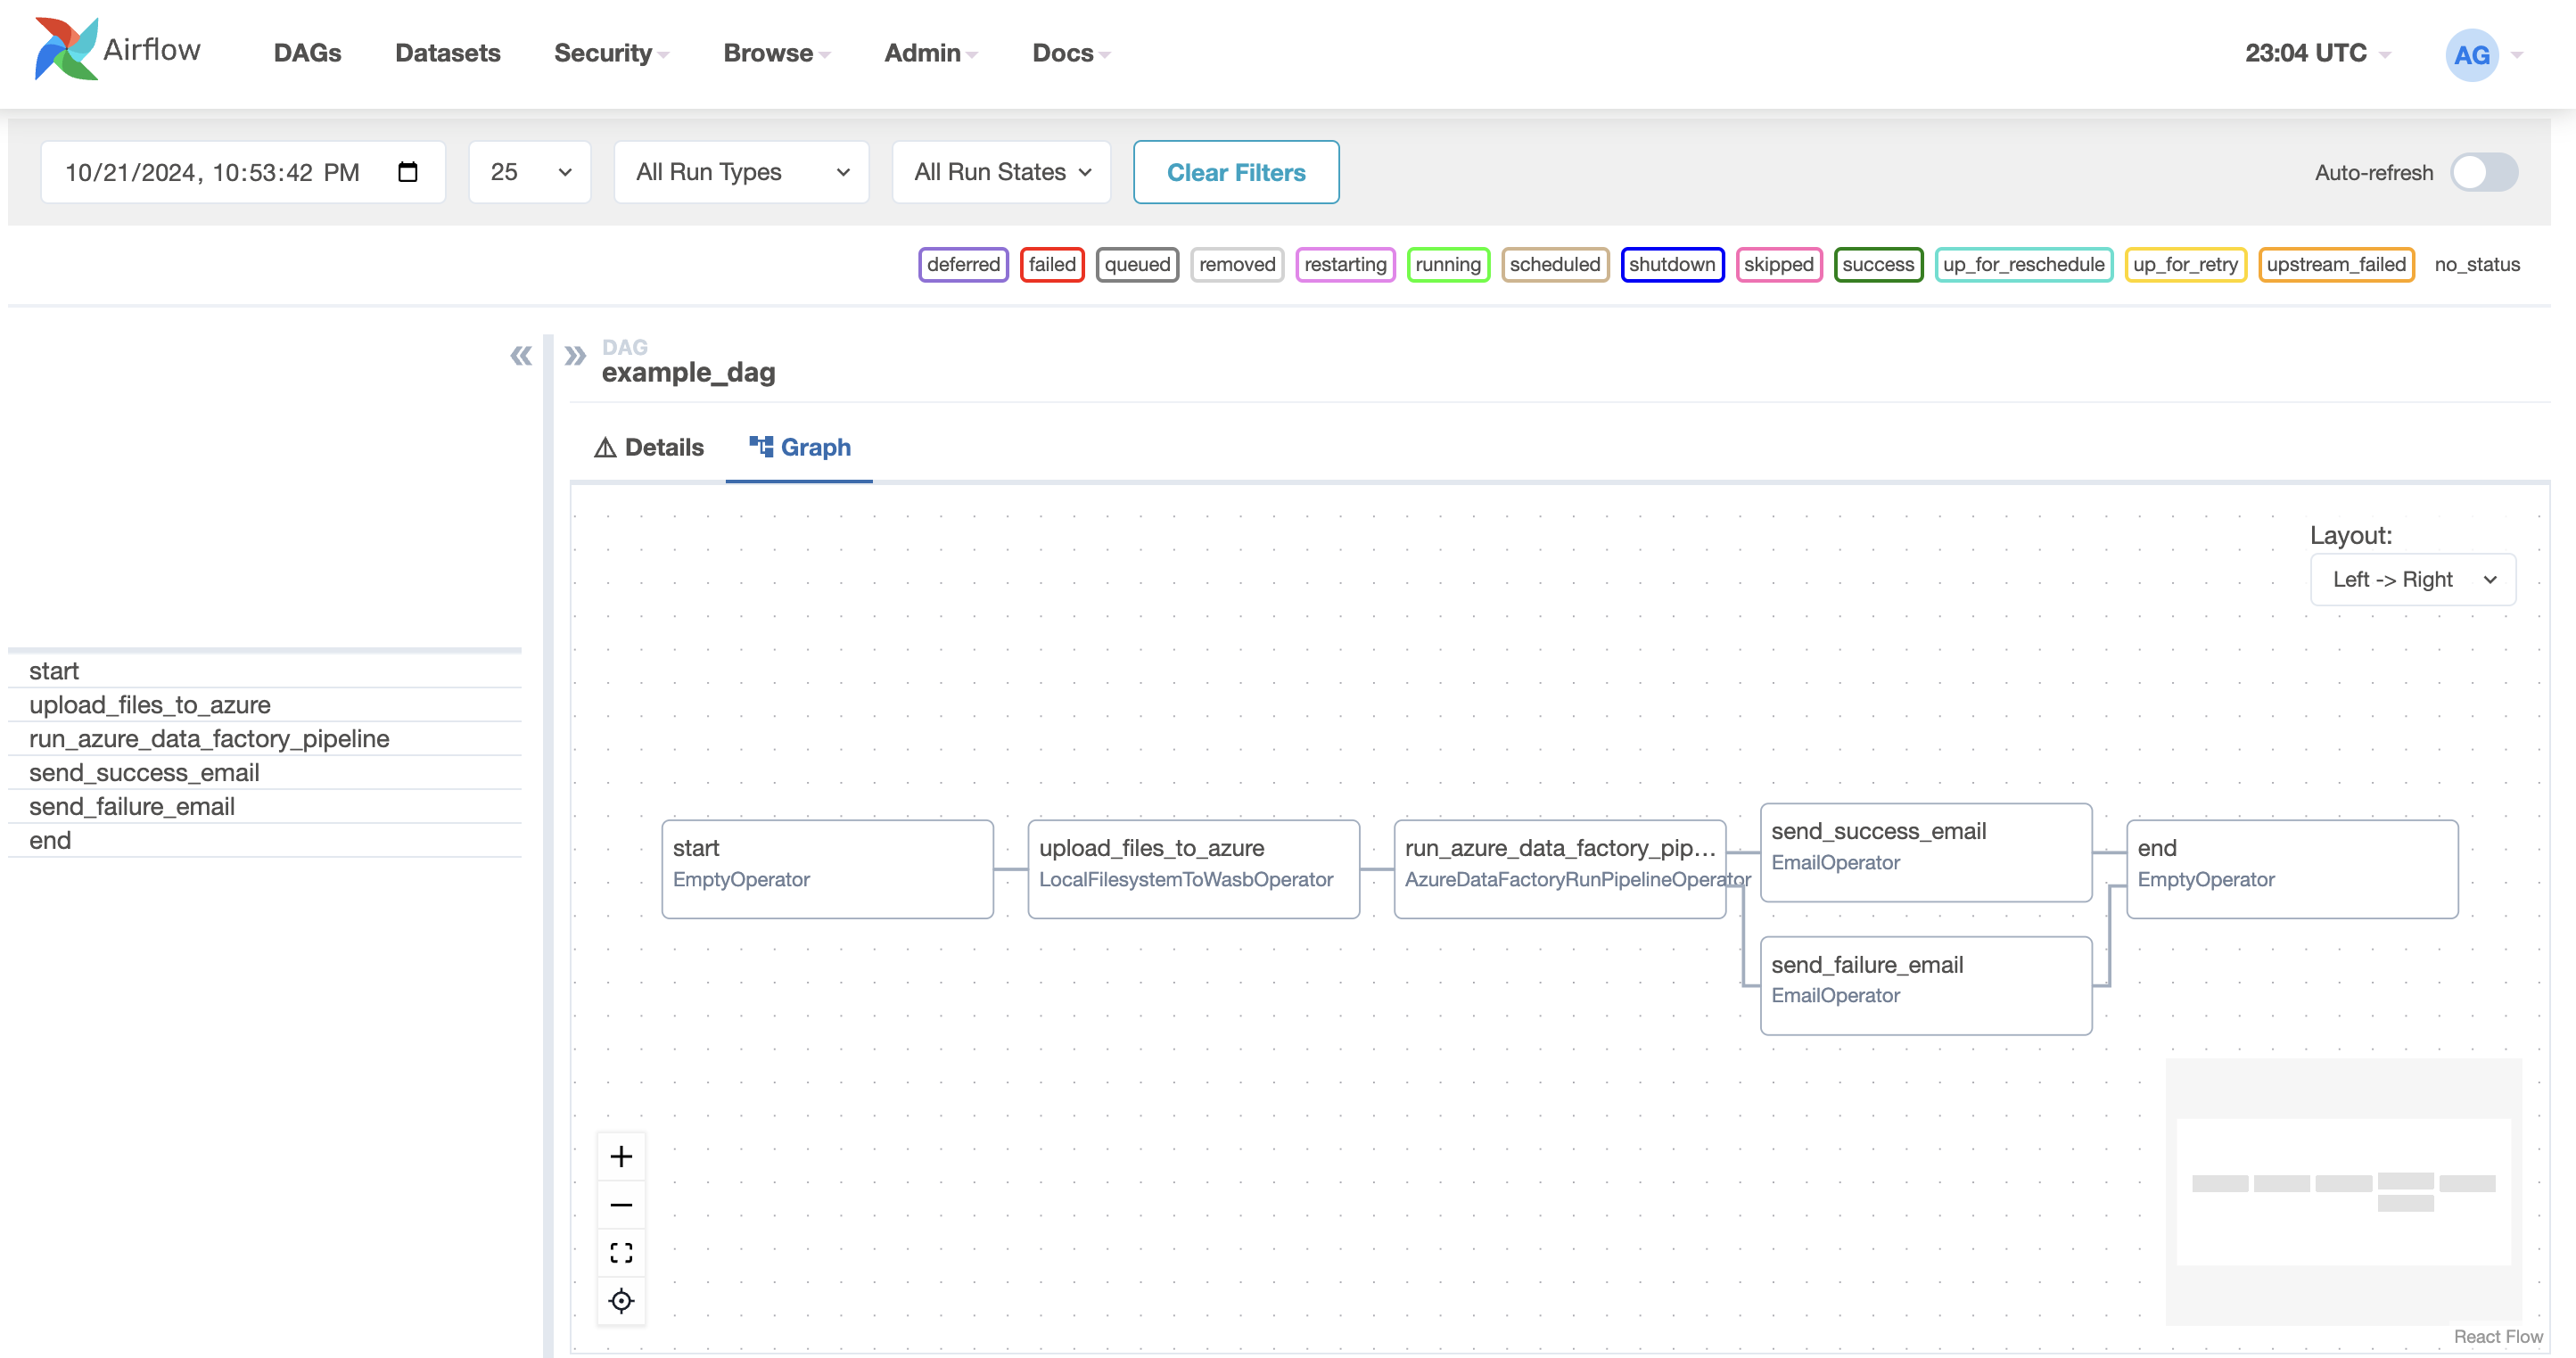 Airflow DAGs Datasets Security Browse Admin Docs 23:04 UTC AG
10/21/2024, 10:53:42 PM 25 All Run Types All Run States Clear Filters Auto-refresh
deferred failed queued removed restarting running scheduled shutdown skipped success up_for_reschedule up_for_retry upstream_failed no_status
DAG
example_dag
Details Graph
Layout:
Left -> Right
start
upload_files_to_azure
run_azure_data_factory_pipeline
send_success_email
send_failure_email
end
start
EmptyOperator
upload_files_to_azure
LocalFilesystemToWasbOperator
run_azure_data_factory_pip...
AzureDataFactoryRunPipelineOperator
send_success_email
EmailOperator
send_failure_email
EmailOperator
end
EmptyOperator
React Flow